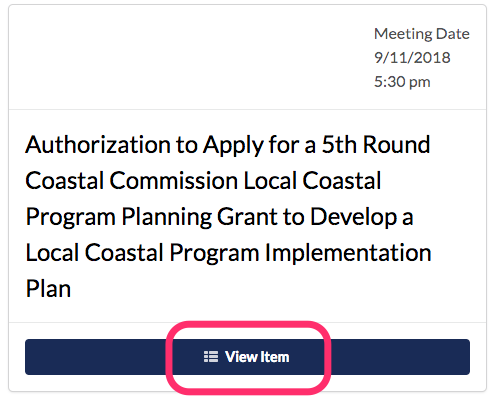 Meeting Date
9/11/2018
5:30 pm
Authorization to Apply for a 5th Round
Coastal Commission Local Coastal
Program Planning Grant to Develop a
Local Coastal Program Implementation
Plan
View Item